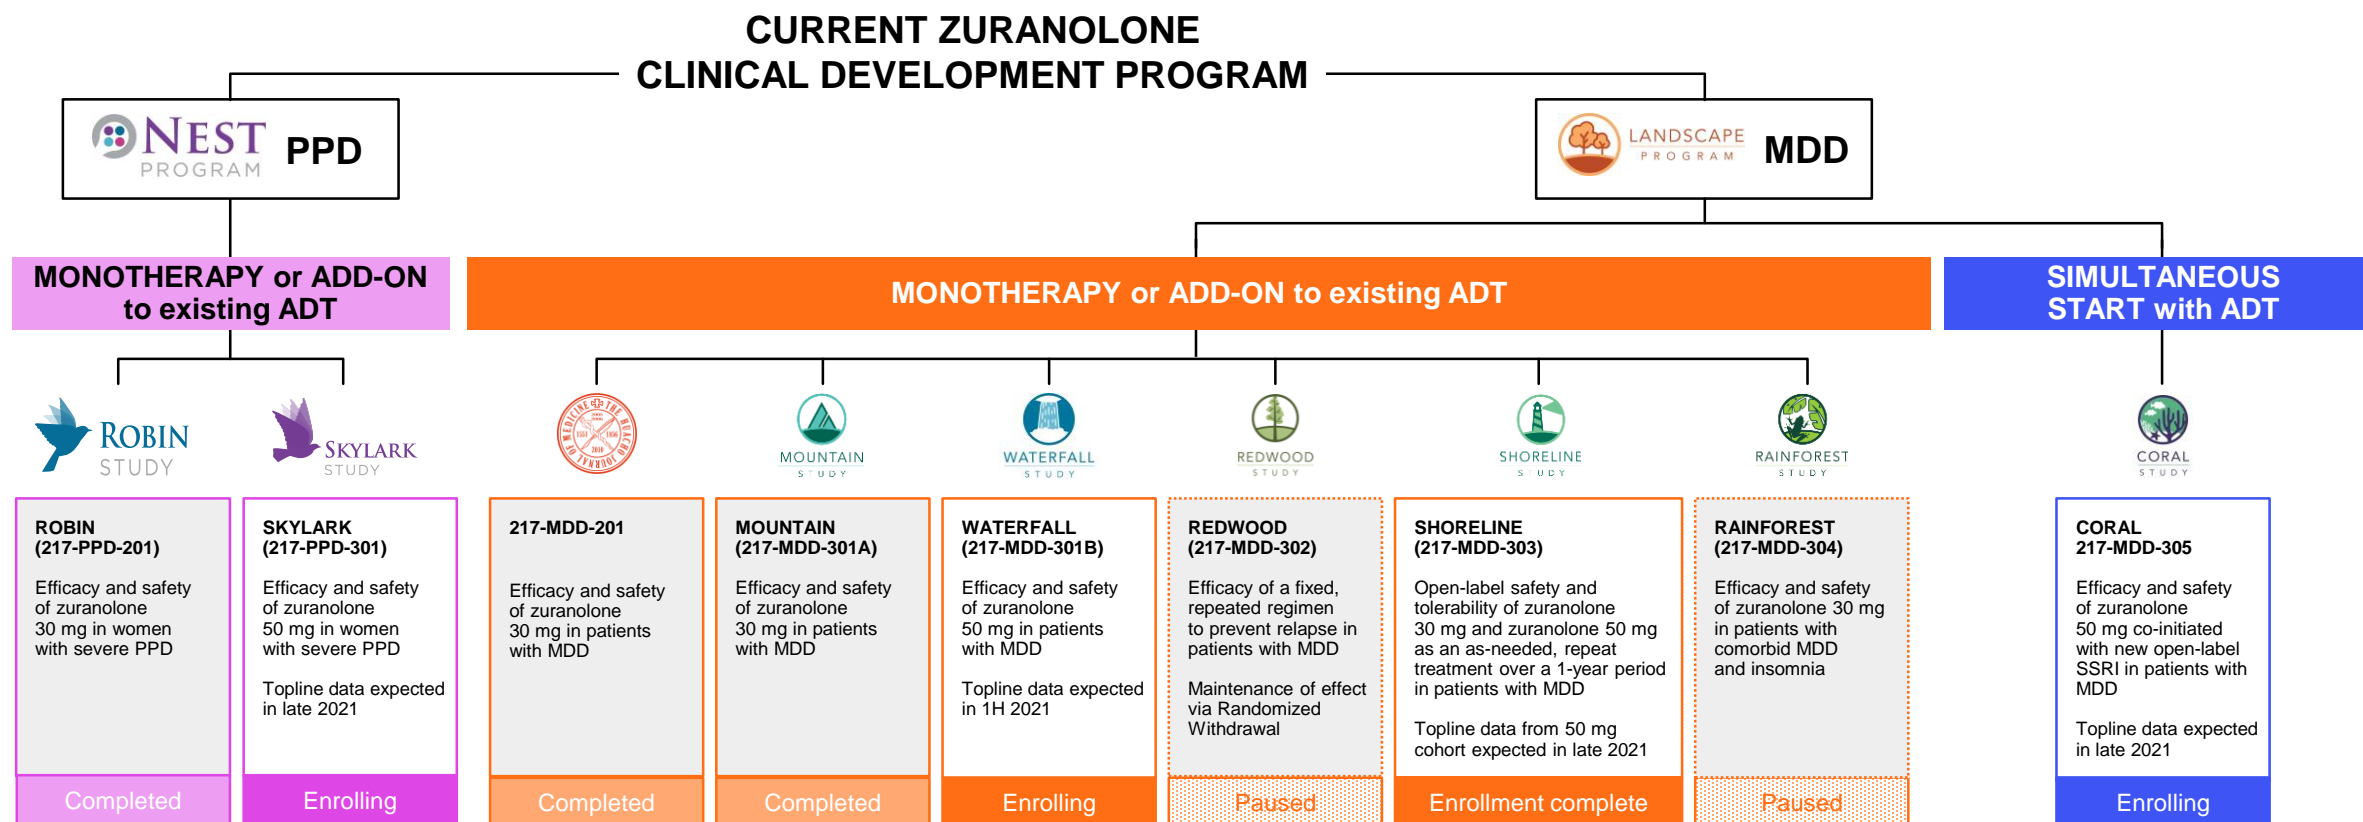 CURRENT ZURANOLONE
CLINICAL DEVELOPMENT PROGRAM
NEST
PROGRAM
PPD
LANDSCAPE
PROGRAM
MDD
MONOTHERAPY or ADD-ON
to existing ADT
MONOTHERAPY or ADD-ON to existing ADT
SIMULTANEOUS
START with ADT
ROBIN
STUDY
SKYLARK
STUDY
MOUNTAIN
STUDY
WATERFALL
STUDY
REDWOOD
STUDY
SHORELINE
STUDY
RAINFOREST
STUDY
CORAL
STUDY
ROBIN
(217-PPD-201)
Efficacy and safety
of zuranolone
30 mg in women
with severe PPD
Completed
SKYLARK
(217-PPD-301)
Efficacy and safety
of zuranolone
50 mg in women
with severe PPD
Topline data expected
in late 2021
Enrolling
217-MDD-201
Efficacy and safety
of zuranolone
30 mg in patients
with MDD
Completed
MOUNTAIN
(217-MDD-301A)
Efficacy and safety
of zuranolone
30 mg in patients
with MDD
Completed
WATERFALL
(217-MDD-301B)
Efficacy and safety
of zuranolone
50 mg in patients
with MDD
Topline data expected
in 1H 2021
Enrolling
REDWOOD
(217-MDD-302)
Efficacy of a fixed,
repeated regimen
to prevent relapse in
patients with MDD
Maintenance of effect
via Randomized
Withdrawal
Paused
SHORELINE
(217-MDD-303)
Open-label safety and
tolerability of zuranolone
30 mg and zuranolone 50 mg
as an as-needed, repeat
treatment over a 1-year period
in patients with MDD
Topline data from 50 mg
cohort expected in late 2021
Enrollment complete
RAINFOREST
(217-MDD-304)
Efficacy and safety
of zuranolone 30 mg
in patients with
comorbid MDD
and insomnia
Paused
CORAL
217-MDD-305
Efficacy and safety
of zuranolone
50 mg co-initiated
with new open-label
SSRI in patients with
MDD
Topline data expected
in late 2021
Enrolling